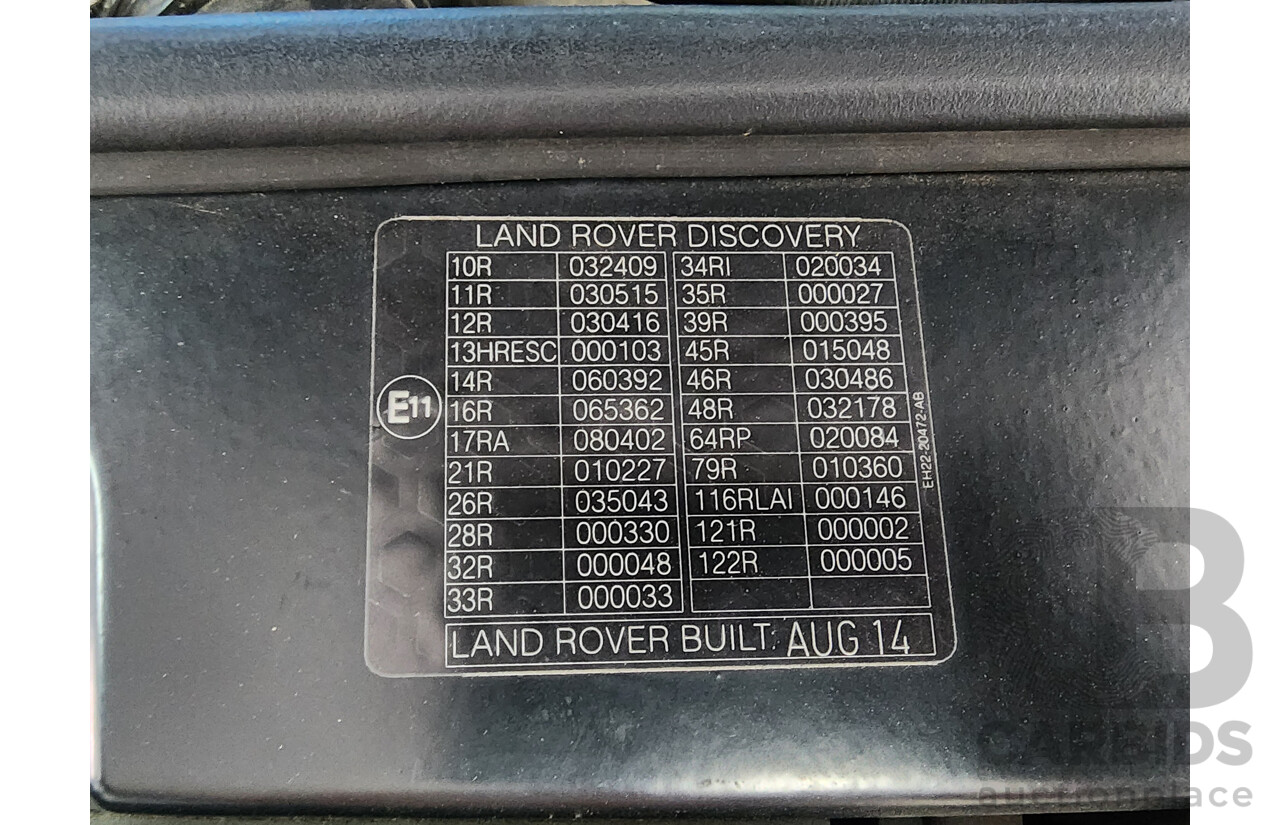 LAND ROVER DISCOVERY
10R 032409 34RI 020034
11R 030515 35R 000027
12R 030416 39R 000395
13HRESC 000103 45R 015048
14R 060392 46R 030486
E11
16R 065362 48R 032178
17RA 080402 64RP 020084
21R 010227 79R 010360
26R 035043 116RLAI 000146
28R 000330 121R 000002
32R 000048 122R 000005
33R 000033
EH22-20472-AB
LAND ROVER BUILT: AUG 14
B
CARBIDS
auctionplace